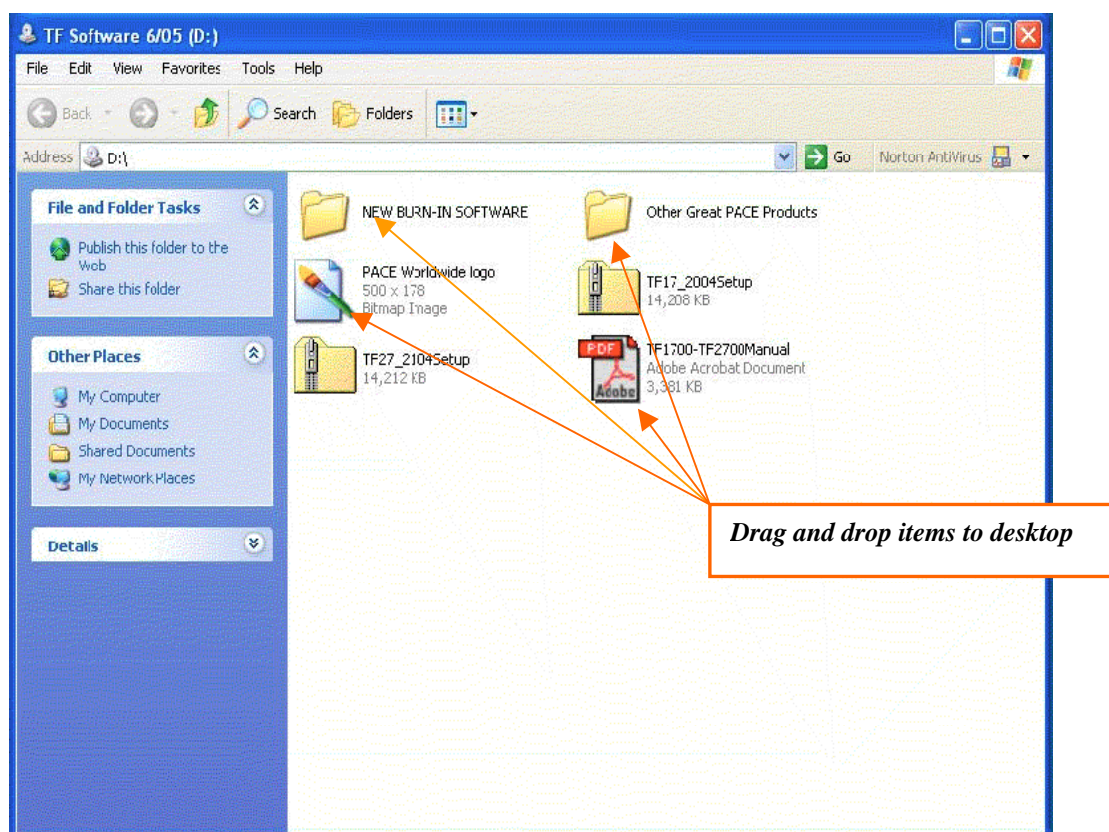 TF Software 6/05 (D:)
File Edit View Favorites Tools Help
Back Search Folders
Address D:\ Go Norton AntiVirus
File and Folder Tasks
Publish this folder to the
Web
Share this folder
Other Places
My Computer
My Documents
Shared Documents
My Network Places
Details
NEW BURN-IN SOFTWARE
Other Great PACE Products
PACE Worldwide logo
500 x 178
Bitmap Image
TF17_2004Setup
14,208 KB
TF27_2104Setup
14,212 KB
PDF
Adobe
TF1700-TF2700Manual
Adobe Acrobat Document
3,381 KB
Drag and drop items to desktop